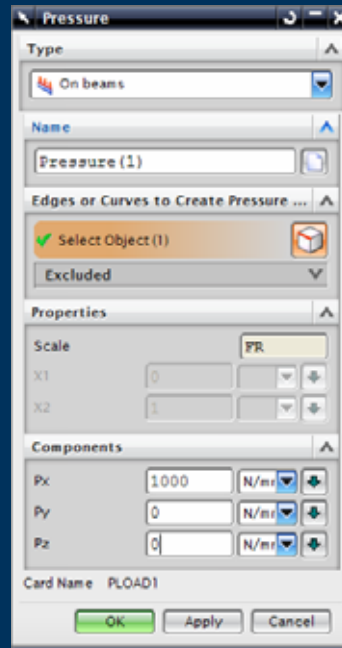 Pressure
Type
On beams
Name
Pressure(1)
Edges or Curves to Create Pressure ...
Select Object (1)
Excluded
Properties
Scale FR
X1 0
X2 1
Components
Px 1000 N/mr
Py 0 N/mr
Pz 0 N/mr
Card Name PLOAD1
OK Apply Cancel